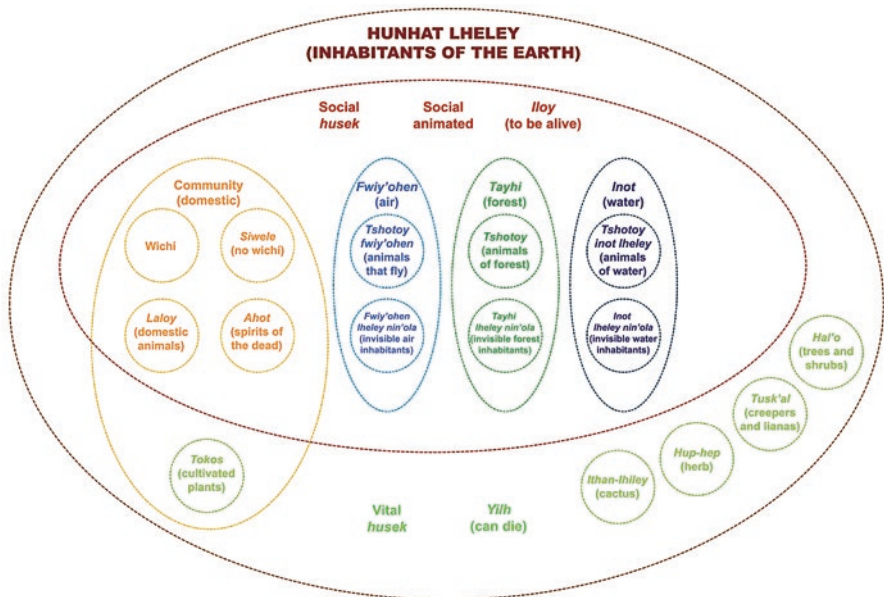 HUNHAT LHELEY
(INHABITANTS OF THE EARTH)
Social
husek
Social
animated
Iloy
(to be alive)
Community
(domestic)
Wichi
Siwele
(no wichi)
Laloy
(domestic
animals)
Ahot
(spirits of
the dead)
Tokos
(cultivated
plants)
Fwiy'ohen
(air)
Tshotoy
fwiy'ohen
(animals
that fly)
Fwiy'ohen
lheley nin'ola
(invisible air
inhabitants)
Tayhi
(forest)
Tshotoy
(animals
of forest)
Tayhi
lheley nin'ola
(invisible forest
inhabitants)
Inot
(water)
Tshotoy
inot lheley
(animals
of water)
Inot
lheley nin'ola
(invisible water
inhabitants)
Hal'o
(trees and
shrubs)
Tusk'al
(creepers
and lianas)
Hup-hep
(herb)
Ithan-lhiley
(cactus)
Vital
husek
Yilh
(can die)